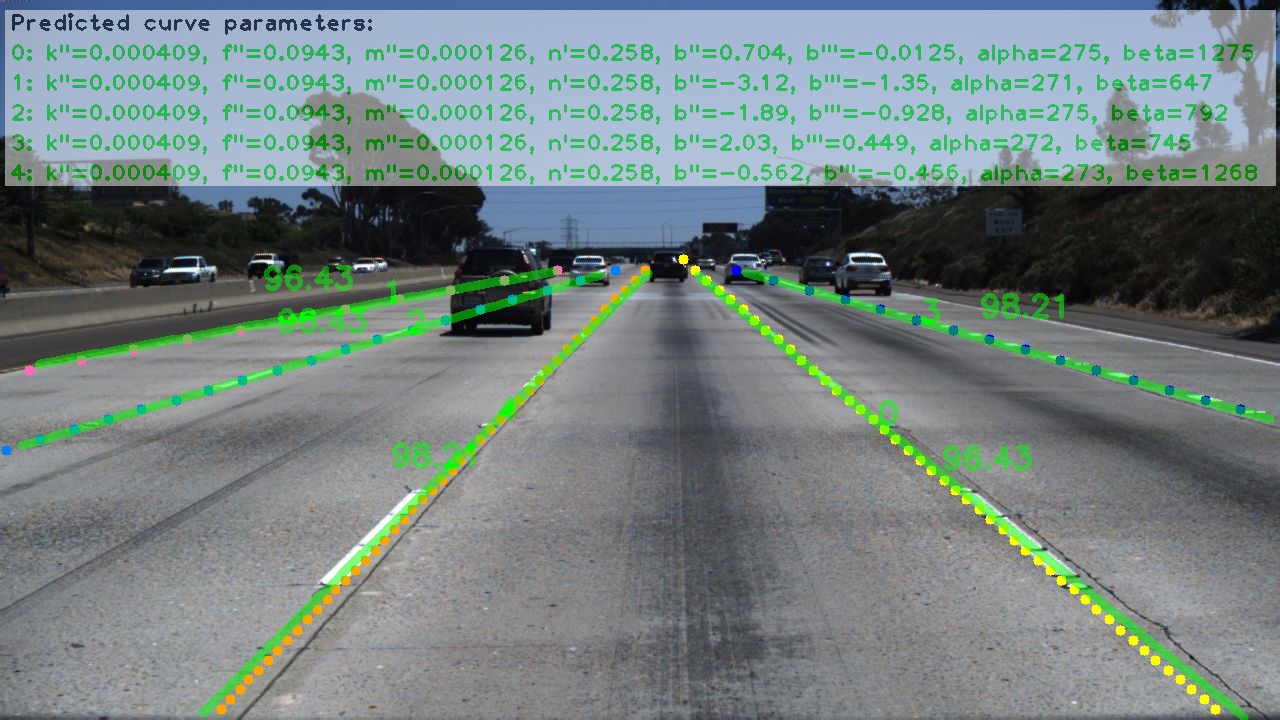 Predicted curve parameters:
0: k''=0.000409, f''=0.0943, m''=0.000126, n'=0.258, b''=0.704, b'''=-0.0125, alpha=275, beta=1275
1: k''=0.000409, f''=0.0943, m''=0.000126, n'=0.258, b''=-3.12, b'''=-1.35, alpha=271, beta=647
2: k''=0.000409, f''=0.0943, m''=0.000126, n'=0.258, b''=-1.89, b'''=-0.928, alpha=275, beta=792
3: k''=0.000409, f''=0.0943, m''=0.000126, n'=0.258, b''=2.03, b'''=0.449, alpha=272, beta=745
4: k''=0.000409, f''=0.0943, m''=0.000126, n'=0.258, b''=-0.562, b'''=-0.456, alpha=273, beta=1268
MUST
EXIT
96.43
1
96.43
2
3
98.21
0
98.21
96.43